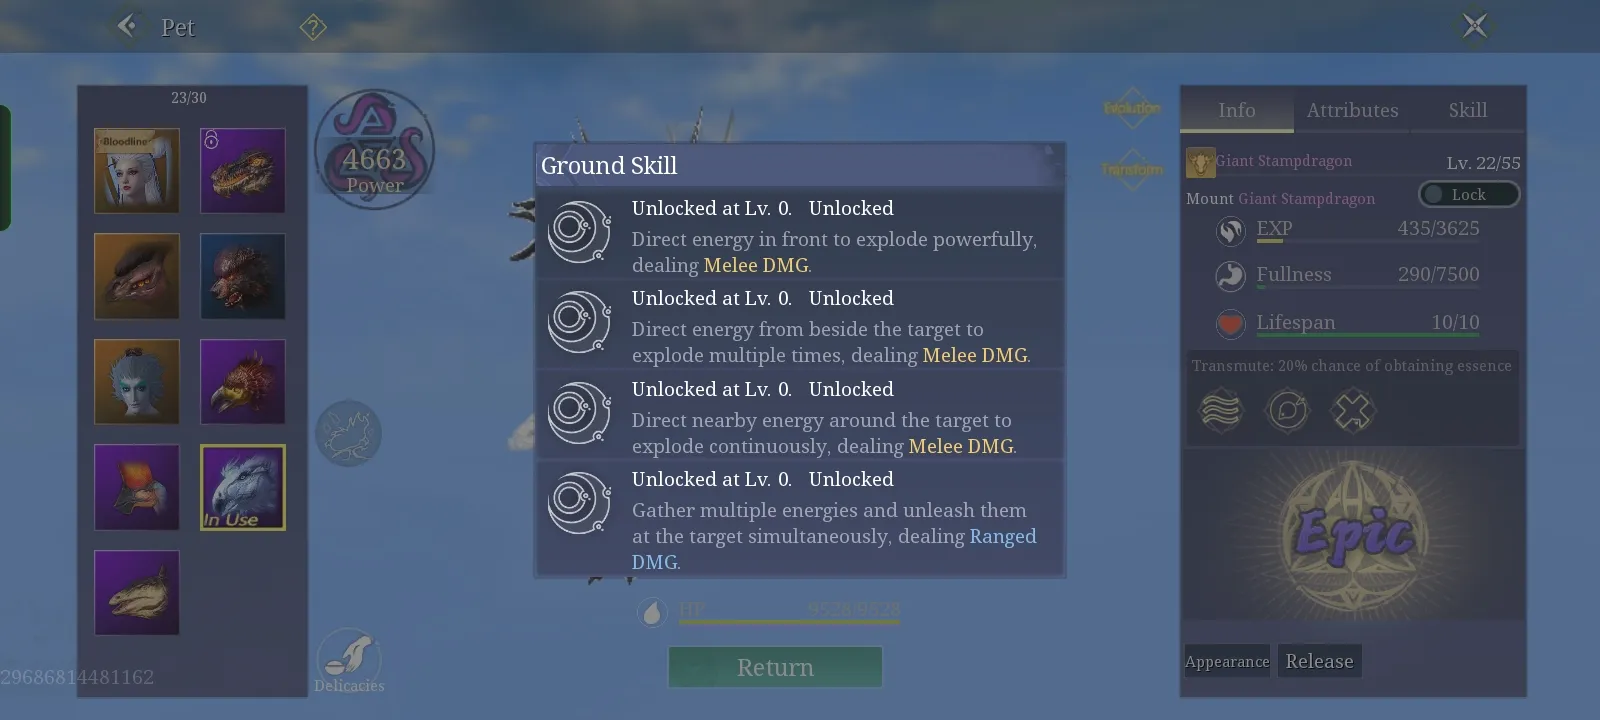 Pet
?
23/30
Bloodline
4663
Power
In Use
29686814481162
Delicacies
Ground Skill
Unlocked at Lv. 0. Unlocked
Direct energy in front to explode powerfully,
dealing Melee DMG.
Unlocked at Lv. 0. Unlocked
Direct energy from beside the target to
explode multiple times, dealing Melee DMG.
Unlocked at Lv. 0. Unlocked
Direct nearby energy around the target to
explode continuously, dealing Melee DMG.
Unlocked at Lv. 0. Unlocked
Gather multiple energies and unleash them
at the target simultaneously, dealing Ranged
DMG.
HP 9528/9528
Return
Evolution
Transform
Info Attributes Skill
Giant Stampdragon Lv. 22/55
Mount Giant Stampdragon Lock
EXP 435/3625
Fullness 290/7500
Lifespan 10/10
Transmute: 20% chance of obtaining essence
Epic
Appearance Release